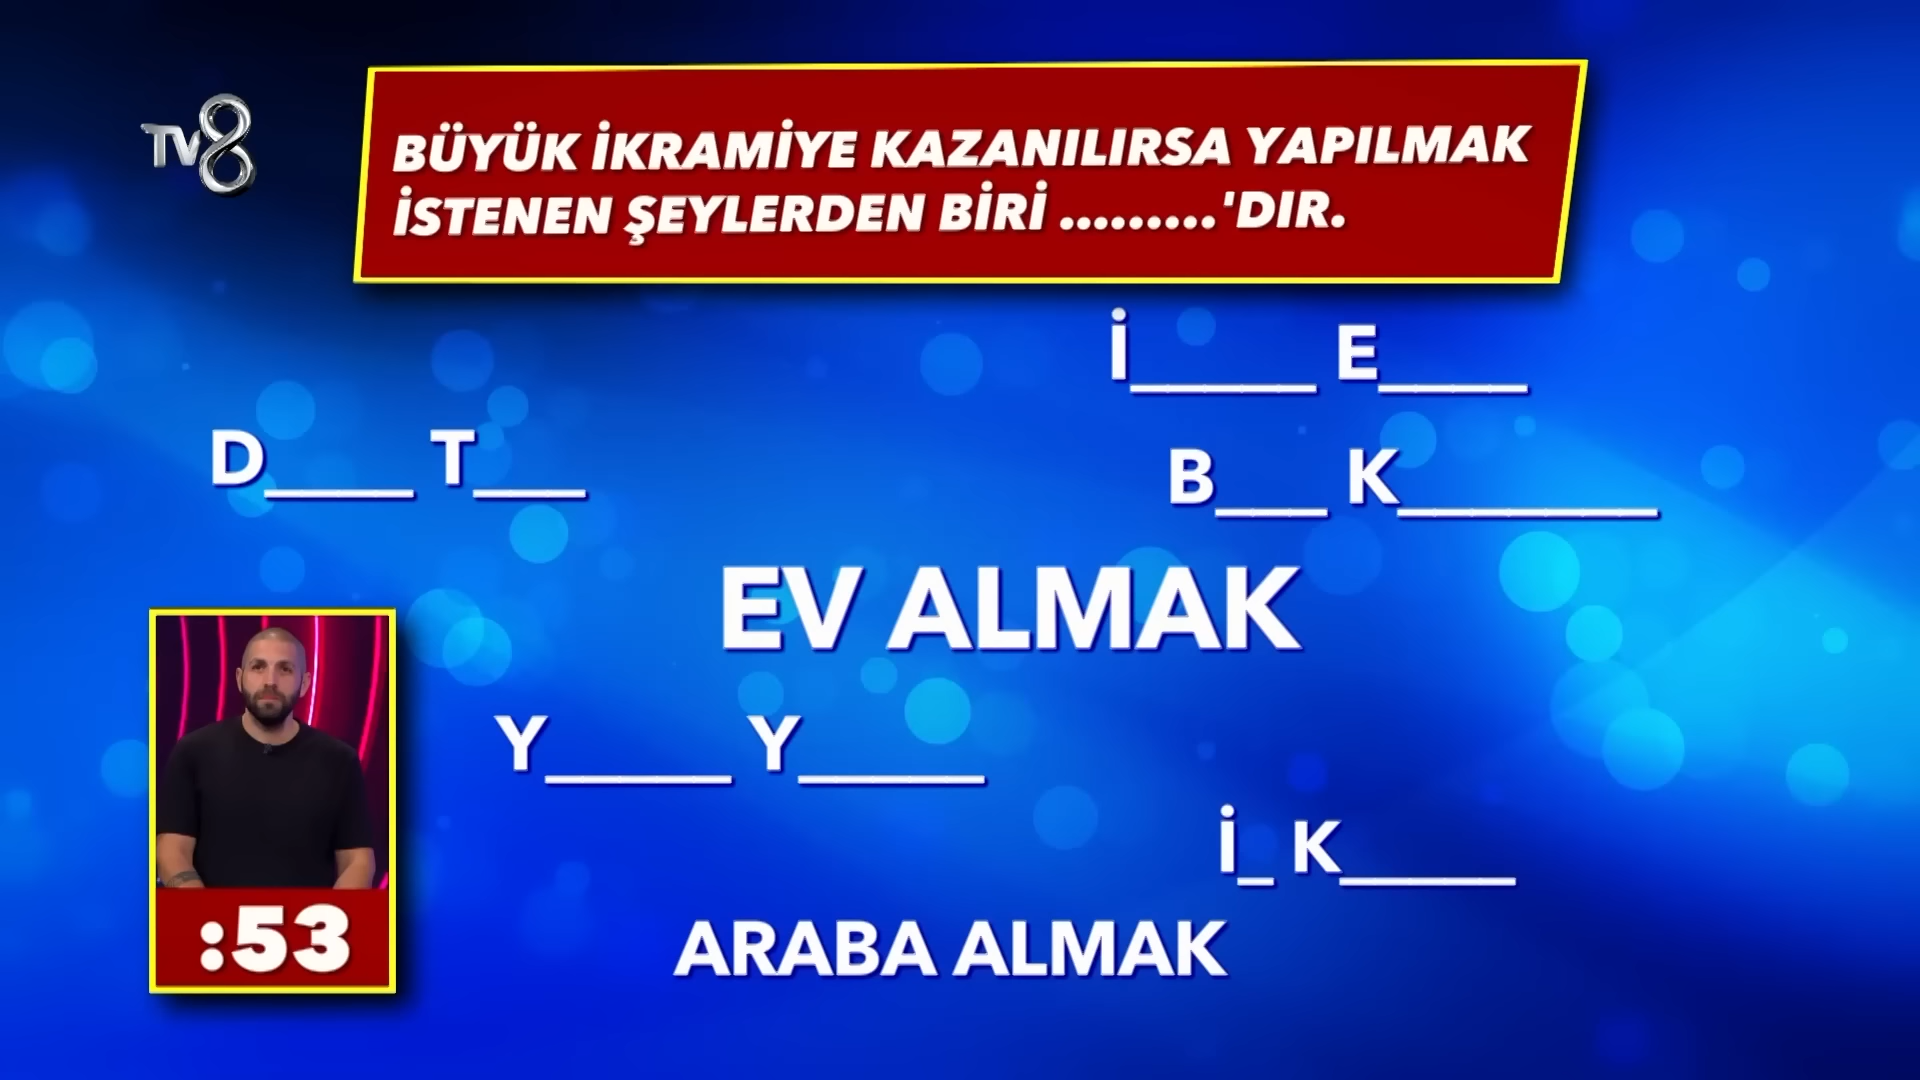 TV8
BÜYÜK İKRAMİYE KAZANILIRSA YAPILMAK
İSTENEN ŞEYLERDEN BİRİ .........'DIR.
İ_____ E____
D____ T___
B___ K_______
EV ALMAK
Y_____ Y_____
İ_ K_____
ARABA ALMAK
:53